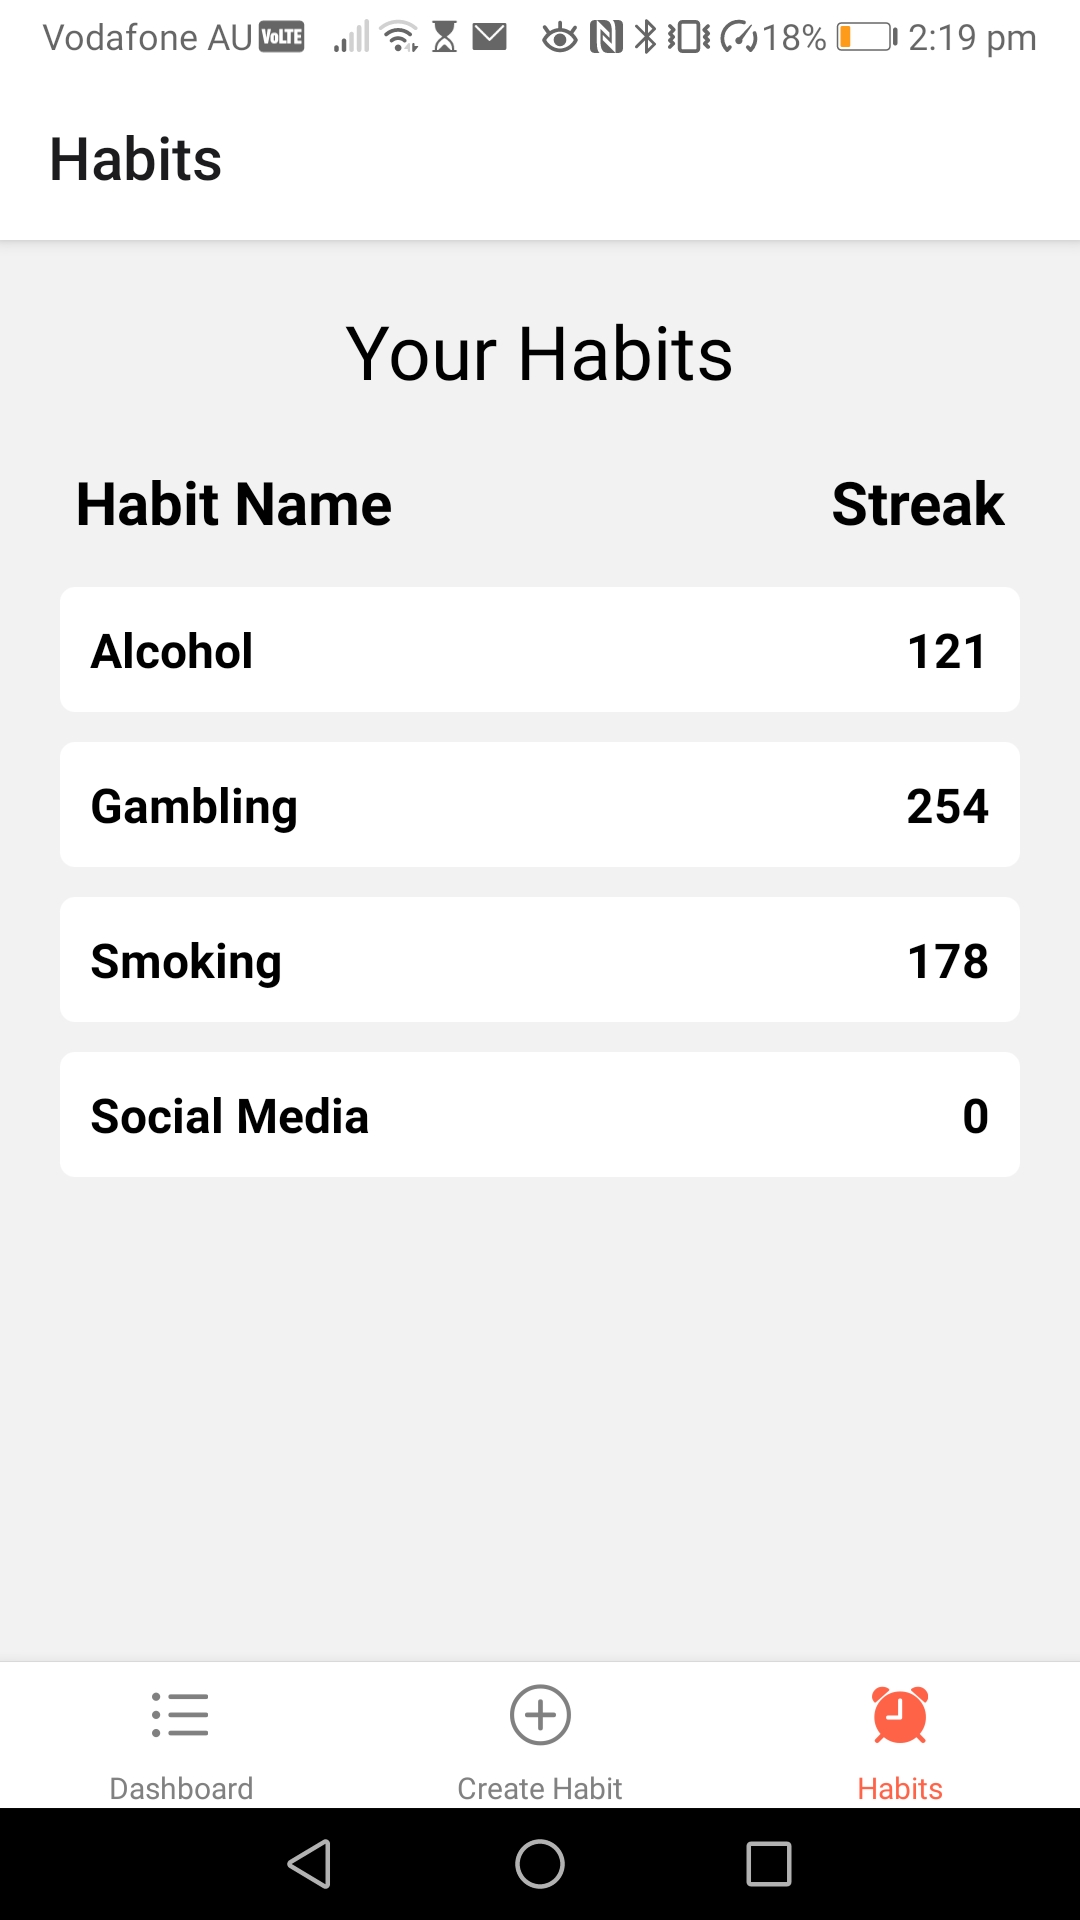 Vodafone AU VoLTE 18% 2:19 pm
Habits
Your Habits
Habit Name Streak
Alcohol 121
Gambling 254
Smoking 178
Social Media 0
Dashboard Create Habit Habits